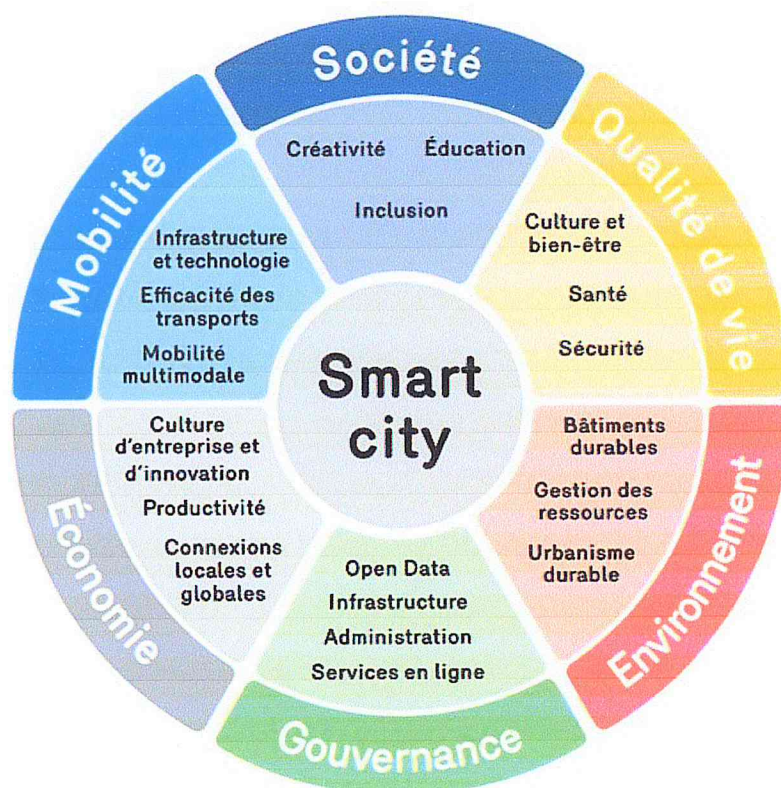 Société
Créativité
Éducation
Inclusion
Qualité de vie
Culture et
bien-être
Santé
Sécurité
Environnement
Bâtiments
durables
Gestion des
ressources
Urbanisme
durable
Gouvernance
Open Data
Infrastructure
Administration
Services en ligne
Économie
Culture
d'entreprise et
d'innovation
Productivité
Connexions
locales et
globales
Mobilité
Infrastructure
et technologie
Efficacité des
transports
Mobilité
multimodale
Smart
city